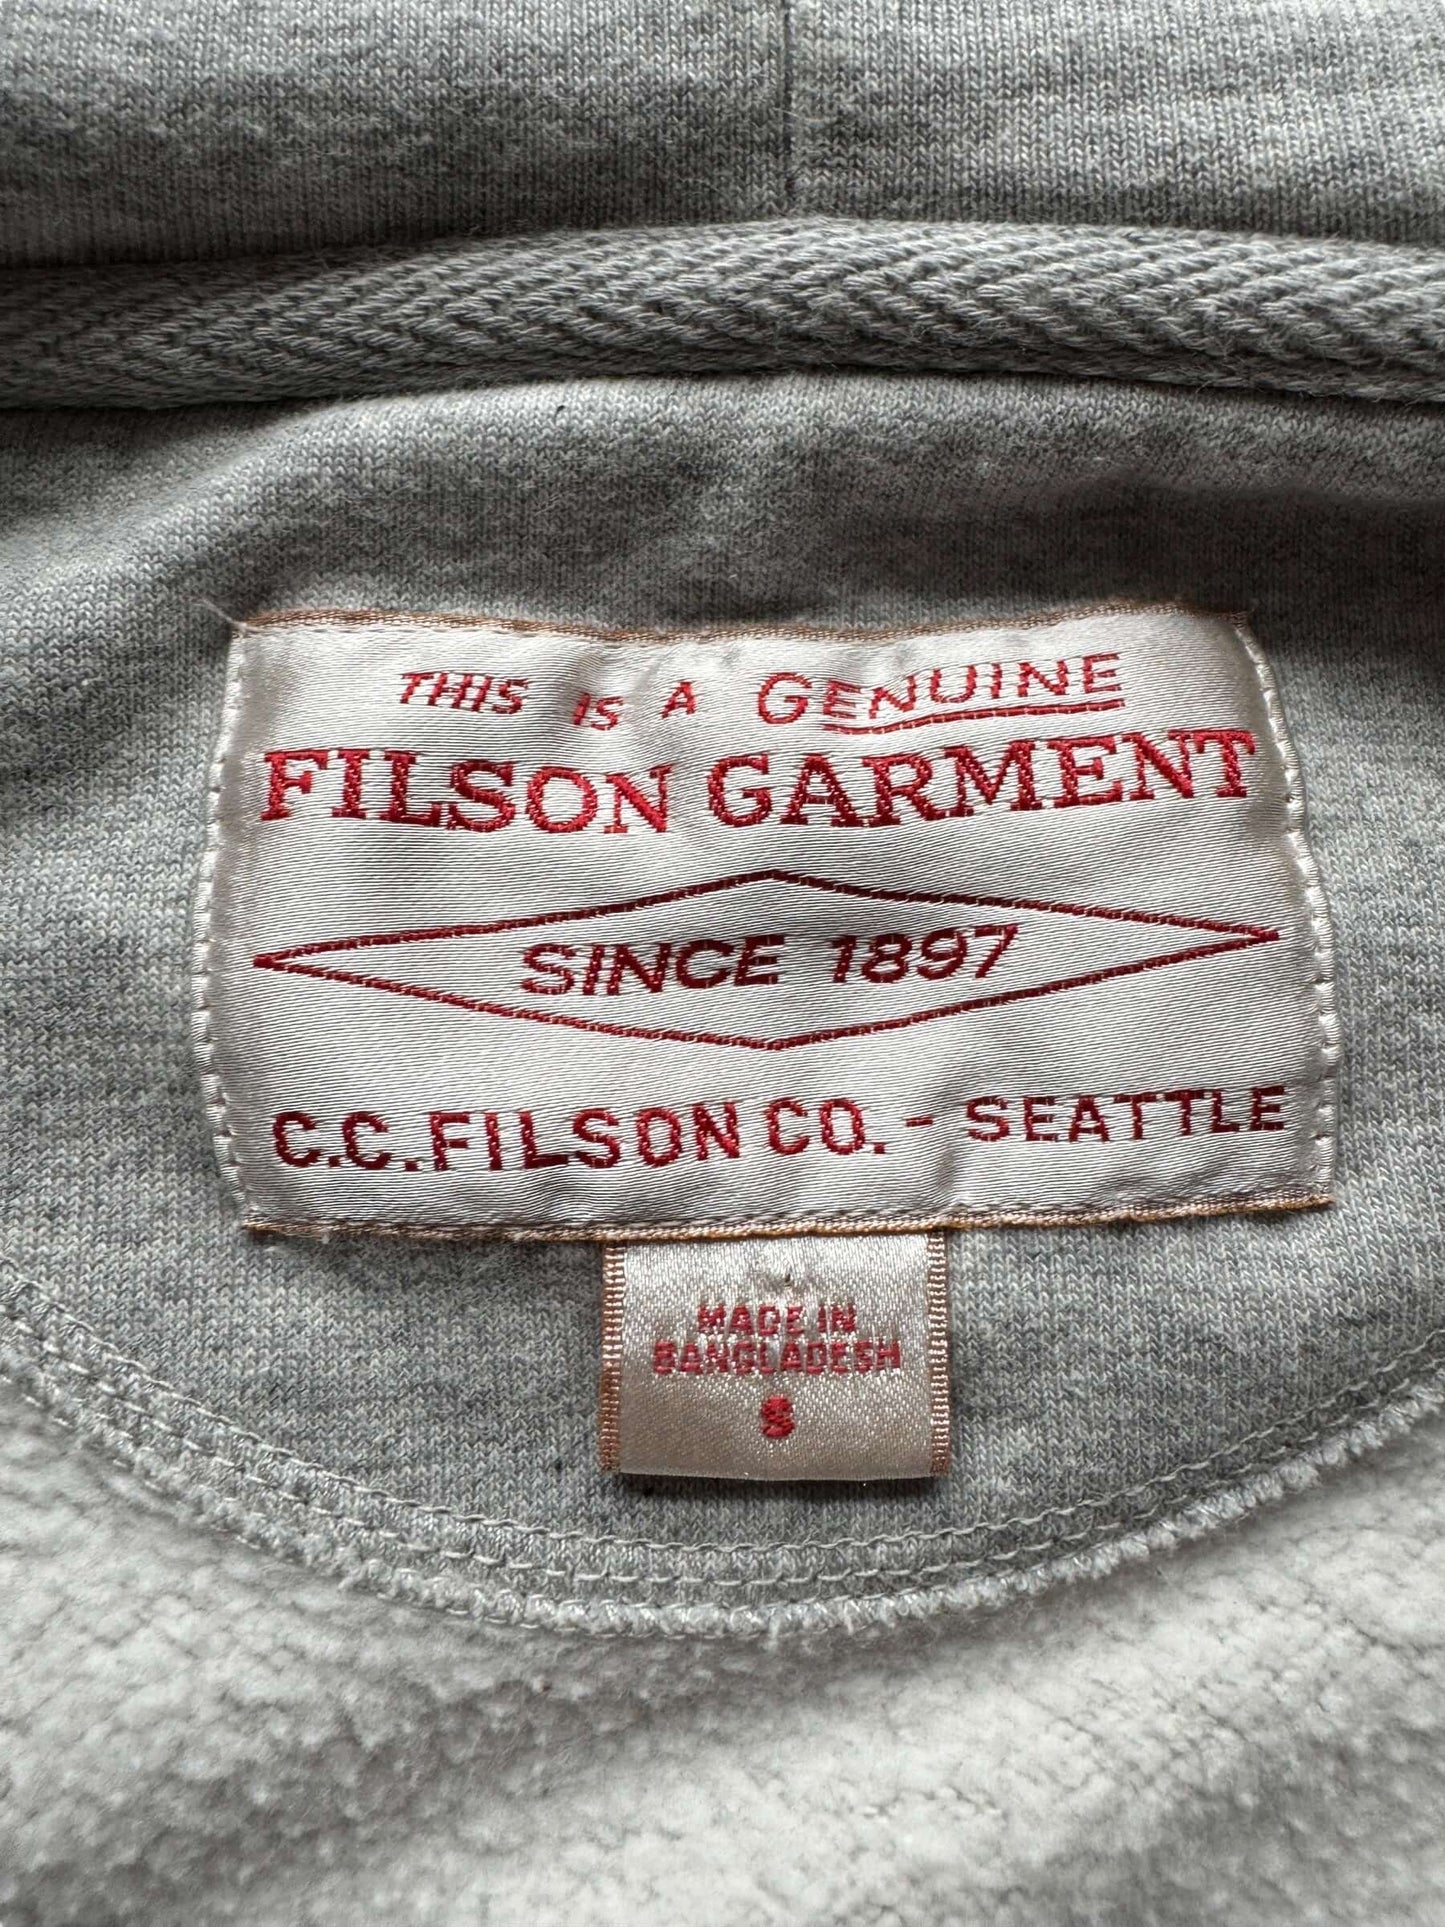 THIS IS A GENUINE
FILSON GARMENT
SINCE 1897
C.C. FILSON CO. - SEATTLE
MADE IN
BANGLADESH
S